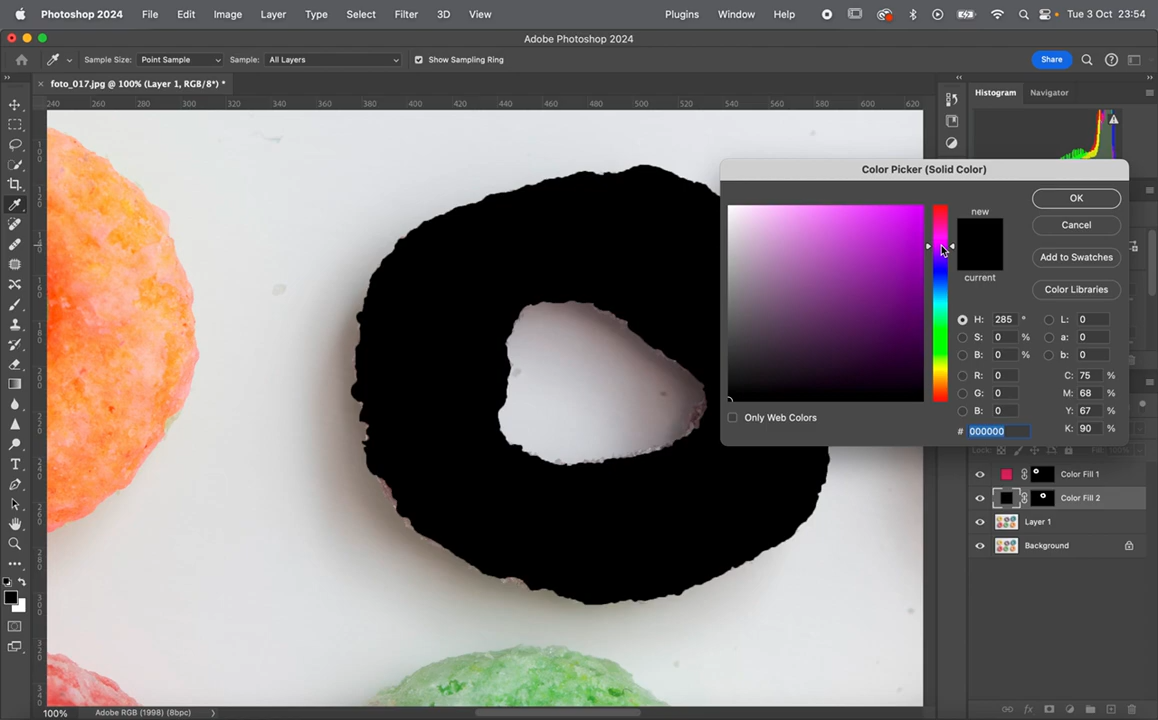 Photoshop 2024 File Edit Image Layer Type Select Filter 3D View Plugins Window Help Tue 3 Oct 23:54
Adobe Photoshop 2024
Sample Size: Point Sample Sample: All Layers Show Sampling Ring Share
× foto_017.jpg @ 100% (Layer 1, RGB/8*) *
Histogram Navigator
240 260 280 300 320 340 360 380 400 420 440 460 480 500 520 540 560 580 600 620
Color Picker (Solid Color)
OK
new
Cancel
Add to Swatches
current
Color Libraries
H: 285 ° L: 0
S: 0 % a: 0
B: 0 % b: 0
R: 0 C: 75 %
G: 0 M: 68 %
B: 0 Y: 67 %
Only Web Colors
# 000000 K: 90 %
Lock: Fill: 100%
Color Fill 1
Color Fill 2
Layer 1
Background
100% Adobe RGB (1998) (8bpc)